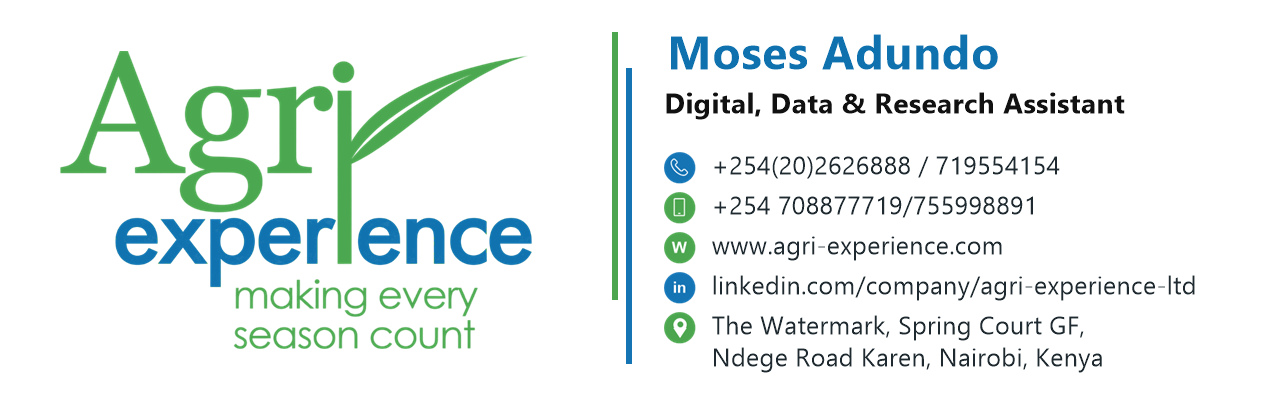 Agri
experience
making every
season count
Moses Adundo
Digital, Data & Research Assistant
+254(20)2626888 / 719554154
+254 708877719/755998891
W www.agri-experience.com
in linkedin.com/company/agri-experience-ltd
The Watermark, Spring Court GF,
Ndege Road Karen, Nairobi, Kenya